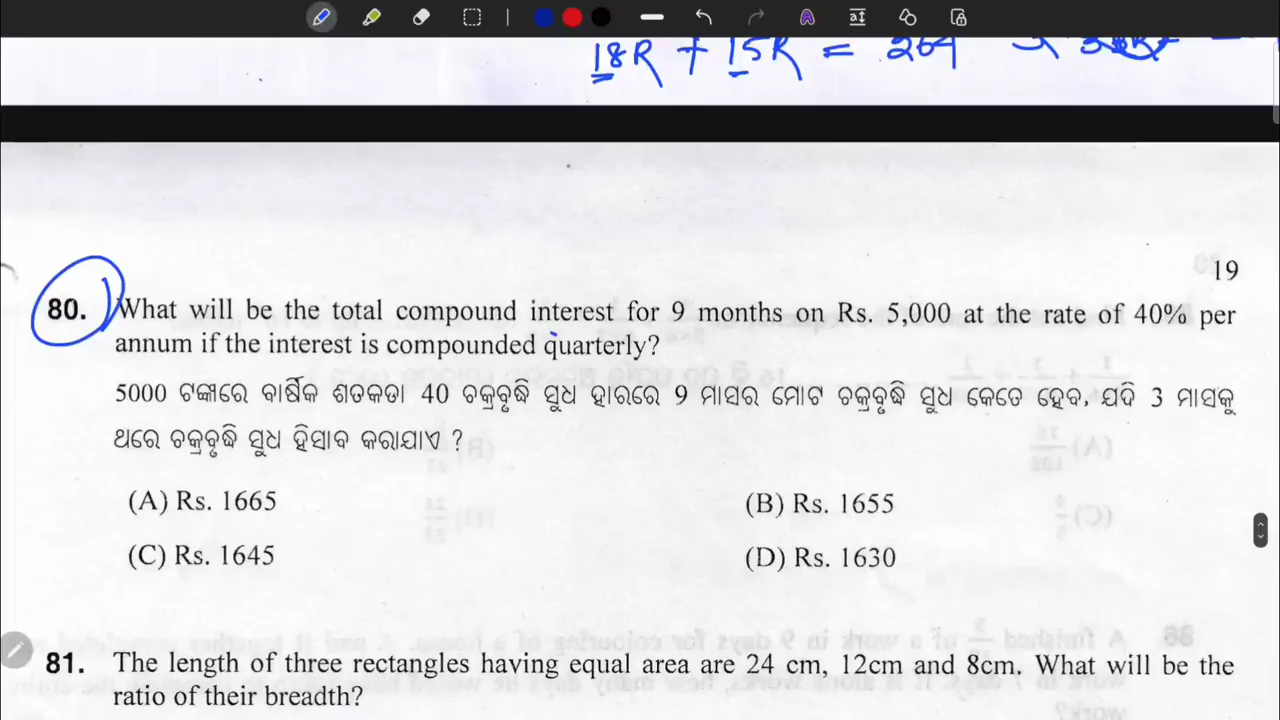 18R + 15R = 264
19
80. What will be the total compound interest for 9 months on Rs. 5,000 at the rate of 40% per
annum if the interest is compounded quarterly?
5000 ଟଙ୍କାରେ ବାର୍ଷିକ ଶତକଡା 40 ଚକ୍ରବୃଦ୍ଧି ସୁଧ ହାରରେ 9 ମାସର ମୋଟ ଚକ୍ରବୃଦ୍ଧି ସୁଧ କେତେ ହେବ, ଯଦି 3 ମାସକୁ
ଥରେ ଚକ୍ରବୃଦ୍ଧି ସୁଧ ହିସାବ କରାଯାଏ ?
(A) Rs. 1665
(B) Rs. 1655
(C) Rs. 1645
(D) Rs. 1630
81. The length of three rectangles having equal area are 24 cm, 12cm and 8cm. What will be the
ratio of their breadth?